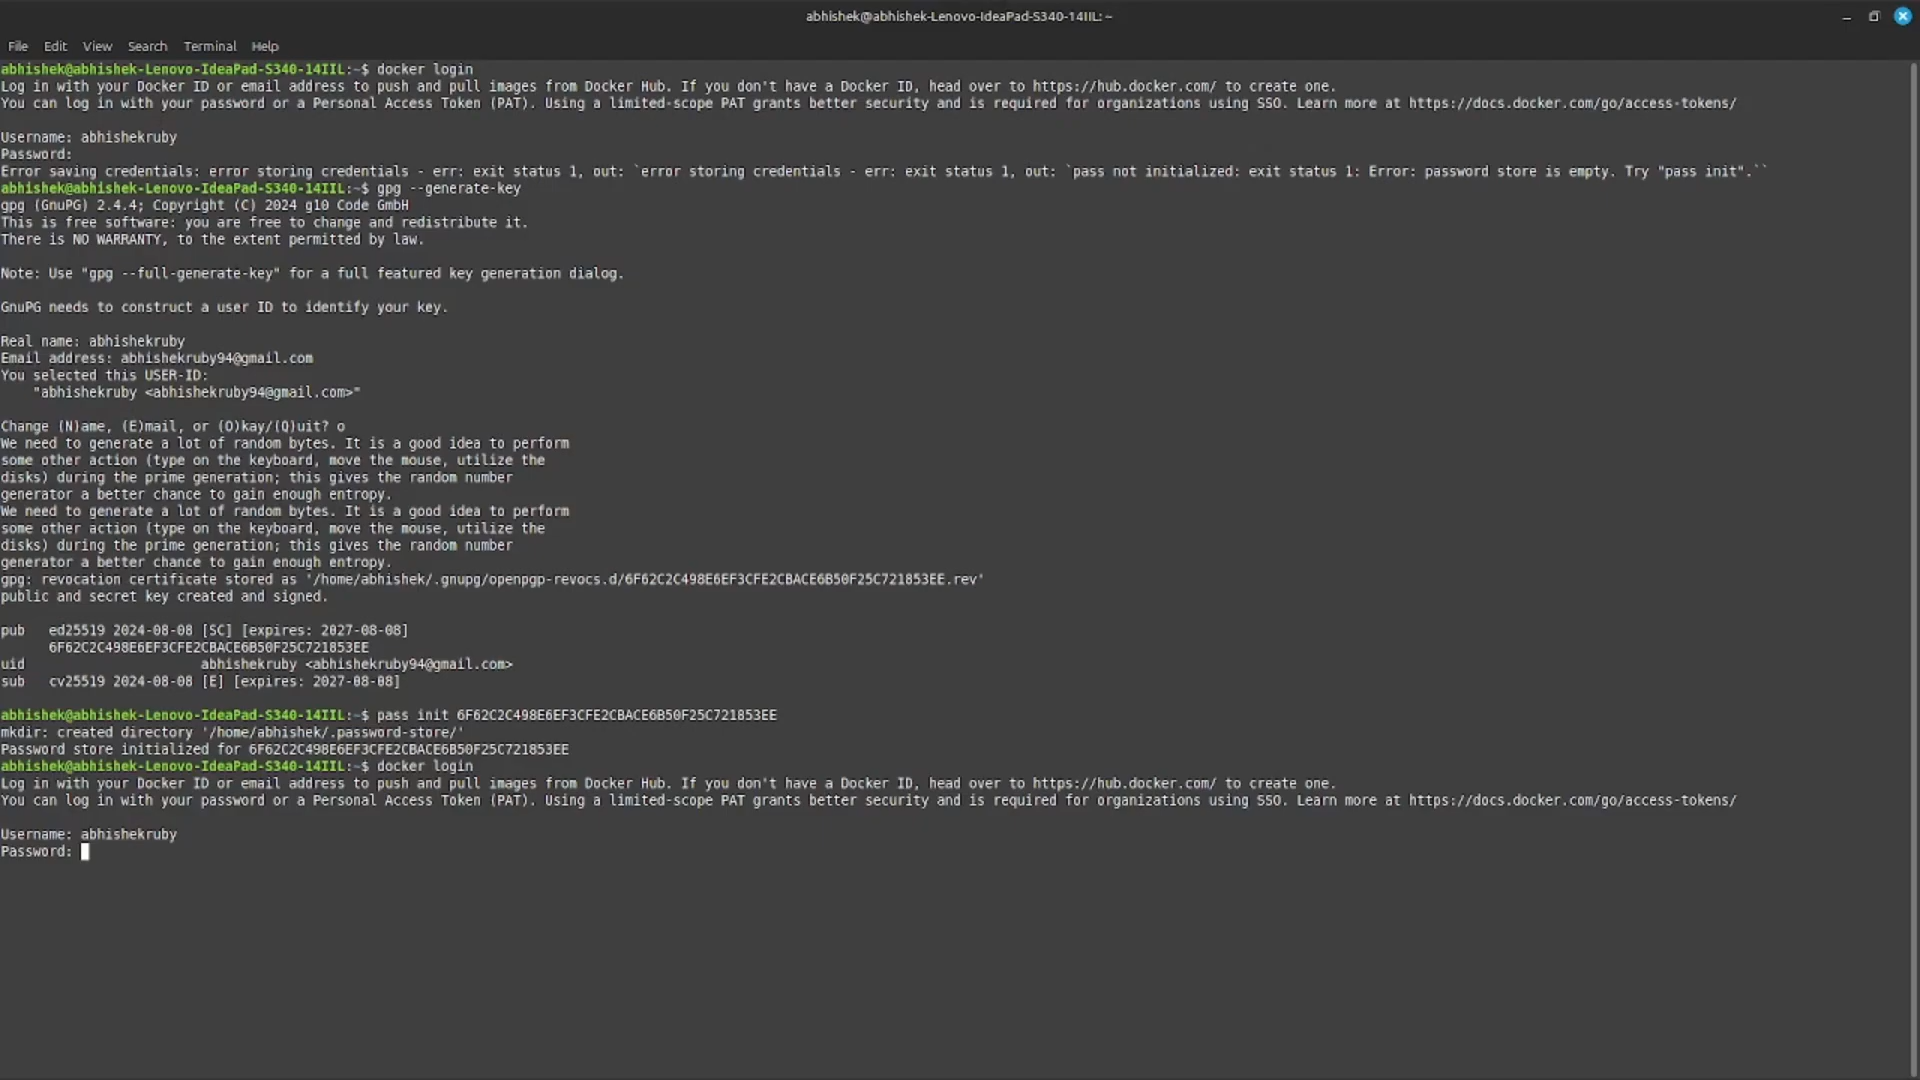 abhishek@abhishek-Lenovo-IdeaPad-S340-14IIL: ~
File Edit View Search Terminal Help
abhishek@abhishek-Lenovo-IdeaPad-S340-14IIL:~$ docker login
Log in with your Docker ID or email address to push and pull images from Docker Hub. If you don't have a Docker ID, head over to https://hub.docker.com/ to create one.
You can log in with your password or a Personal Access Token (PAT). Using a limited-scope PAT grants better security and is required for organizations using SSO. Learn more at https://docs.docker.com/go/access-tokens/
Username: abhishekruby
Password:
Error saving credentials: error storing credentials - err: exit status 1, out: `error storing credentials - err: exit status 1, out: `pass not initialized: exit status 1: Error: password store is empty. Try "pass init".``
abhishek@abhishek-Lenovo-IdeaPad-S340-14IIL:~$ gpg --generate-key
gpg (GnuPG) 2.4.4; Copyright (C) 2024 g10 Code GmbH
This is free software: you are free to change and redistribute it.
There is NO WARRANTY, to the extent permitted by law.
Note: Use "gpg --full-generate-key" for a full featured key generation dialog.
GnuPG needs to construct a user ID to identify your key.
Real name: abhishekruby
Email address: abhishekruby94@gmail.com
You selected this USER-ID:
"abhishekruby <abhishekruby94@gmail.com>"
Change (N)ame, (E)mail, or (O)kay/(Q)uit? o
We need to generate a lot of random bytes. It is a good idea to perform
some other action (type on the keyboard, move the mouse, utilize the
disks) during the prime generation; this gives the random number
generator a better chance to gain enough entropy.
We need to generate a lot of random bytes. It is a good idea to perform
some other action (type on the keyboard, move the mouse, utilize the
disks) during the prime generation; this gives the random number
generator a better chance to gain enough entropy.
gpg: revocation certificate stored as '/home/abhishek/.gnupg/openpgp-revocs.d/6F62C2C498E6EF3CFE2CBACE6B50F25C721853EE.rev'
public and secret key created and signed.
pub ed25519 2024-08-08 [SC] [expires: 2027-08-08]
6F62C2C498E6EF3CFE2CBACE6B50F25C721853EE
uid abhishekruby <abhishekruby94@gmail.com>
sub cv25519 2024-08-08 [E] [expires: 2027-08-08]
abhishek@abhishek-Lenovo-IdeaPad-S340-14IIL:~$ pass init 6F62C2C498E6EF3CFE2CBACE6B50F25C721853EE
mkdir: created directory '/home/abhishek/.password-store/'
Password store initialized for 6F62C2C498E6EF3CFE2CBACE6B50F25C721853EE
abhishek@abhishek-Lenovo-IdeaPad-S340-14IIL:~$ docker login
Log in with your Docker ID or email address to push and pull images from Docker Hub. If you don't have a Docker ID, head over to https://hub.docker.com/ to create one.
You can log in with your password or a Personal Access Token (PAT). Using a limited-scope PAT grants better security and is required for organizations using SSO. Learn more at https://docs.docker.com/go/access-tokens/
Username: abhishekruby
Password: